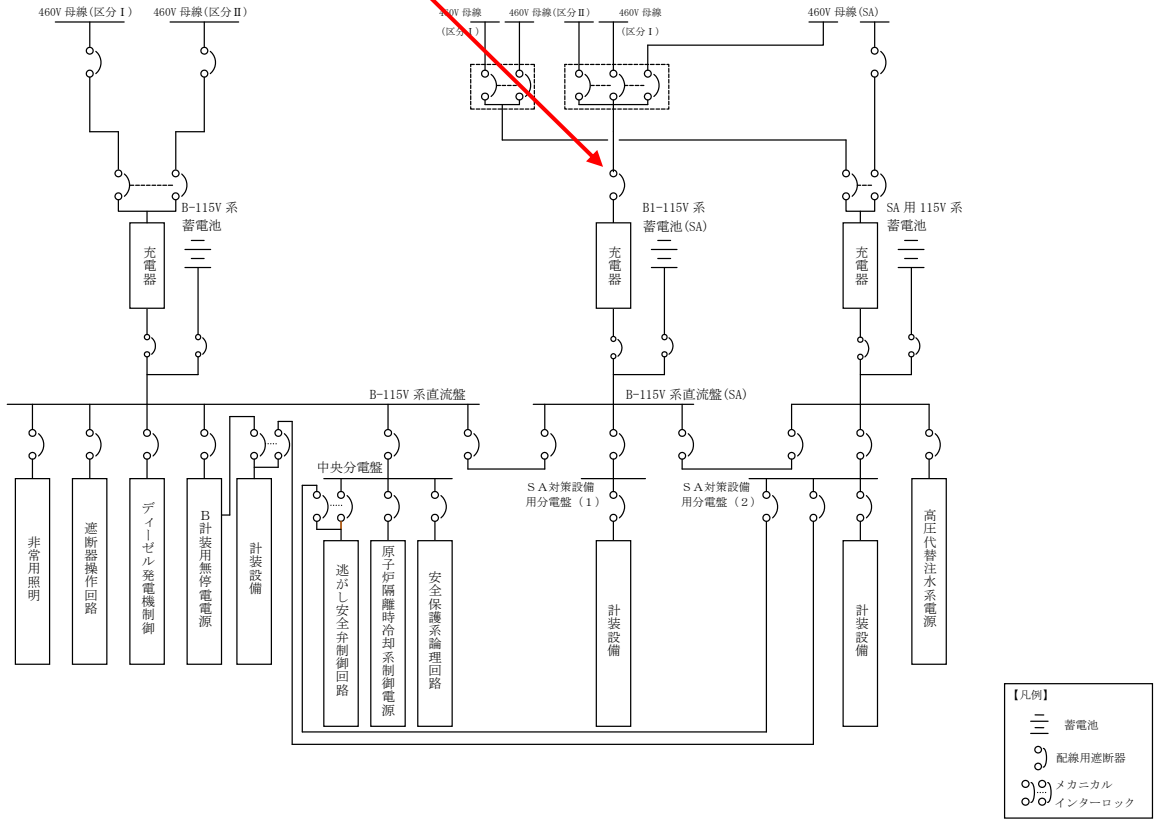 460V 母線(区分Ⅰ)
460V 母線(区分Ⅱ)
460V 母線
(区分Ⅰ)
460V 母線(区分Ⅱ)
460V 母線
(区分Ⅰ)
460V 母線(SA)
B-115V 系
蓄電池
充電器
B1-115V 系
蓄電池(SA)
充電器
SA 用 115V 系
蓄電池
充電器
B-115V 系直流盤
B-115V 系直流盤(SA)
中央分電盤
SA対策設備
用分電盤(1)
SA対策設備
用分電盤(2)
非常用照明
遮断器操作回路
ディーゼル発電機制御
B計装用無停電電源
計装設備
逃がし安全弁制御回路
原子炉隔離時冷却系制御電源
安全保護系論理回路
計装設備
計装設備
高圧代替注水系電源
【凡例】
蓄電池
配線用遮断器
メカニカル
インターロック